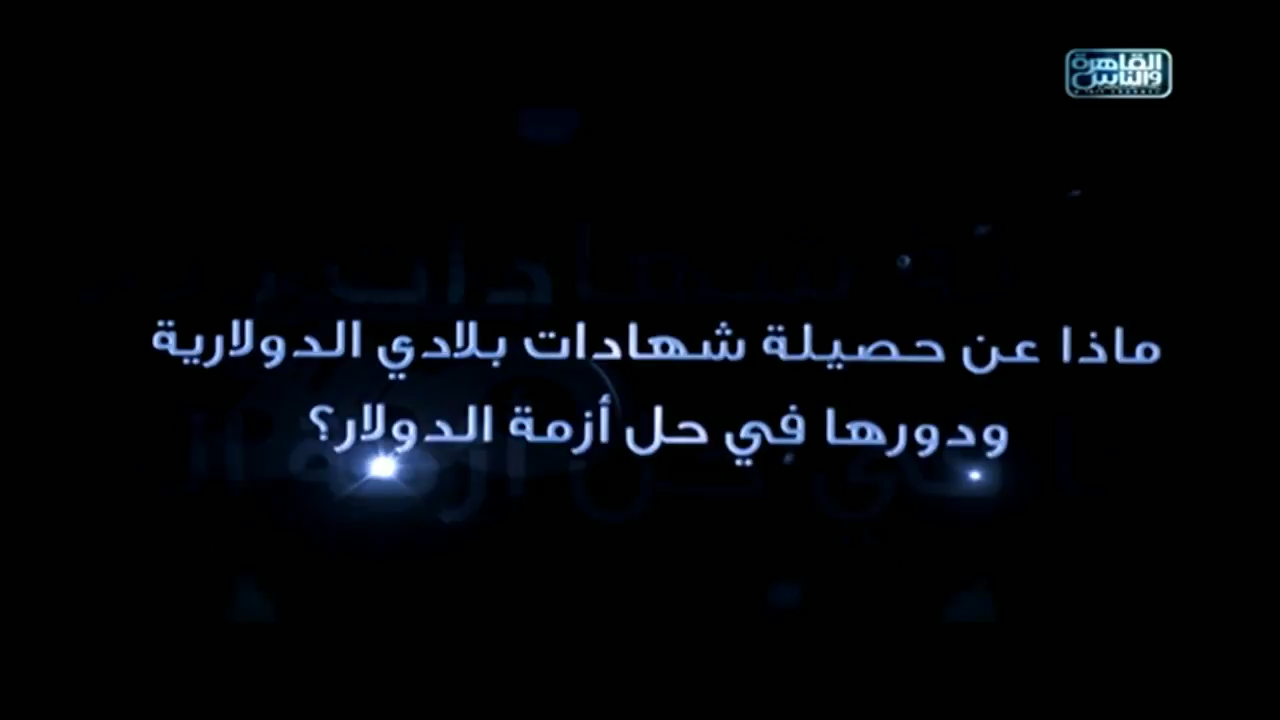 القاهرة
والناس
ماذا عن حصيلة شهادات بلادي الدولارية
ودورها في حل أزمة الدولار؟